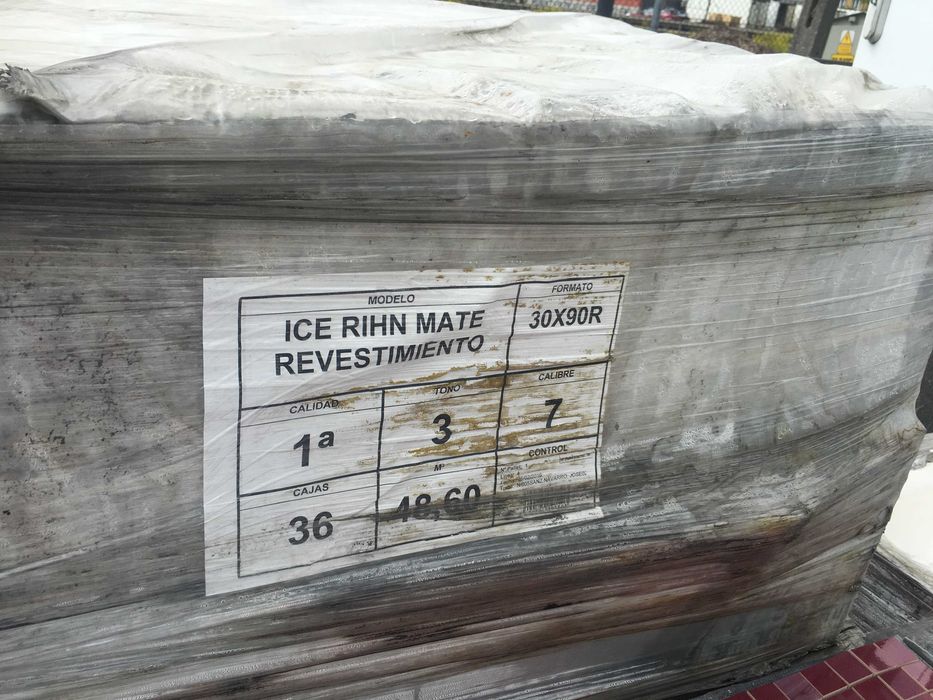 MODELO
ICE RIHN MATE
REVESTIMIENTO
FORMATO
30X90R
CALIDAD
1ª
TONO
3
CALIBRE
7
CAJAS
36
M²
48,60
CONTROL